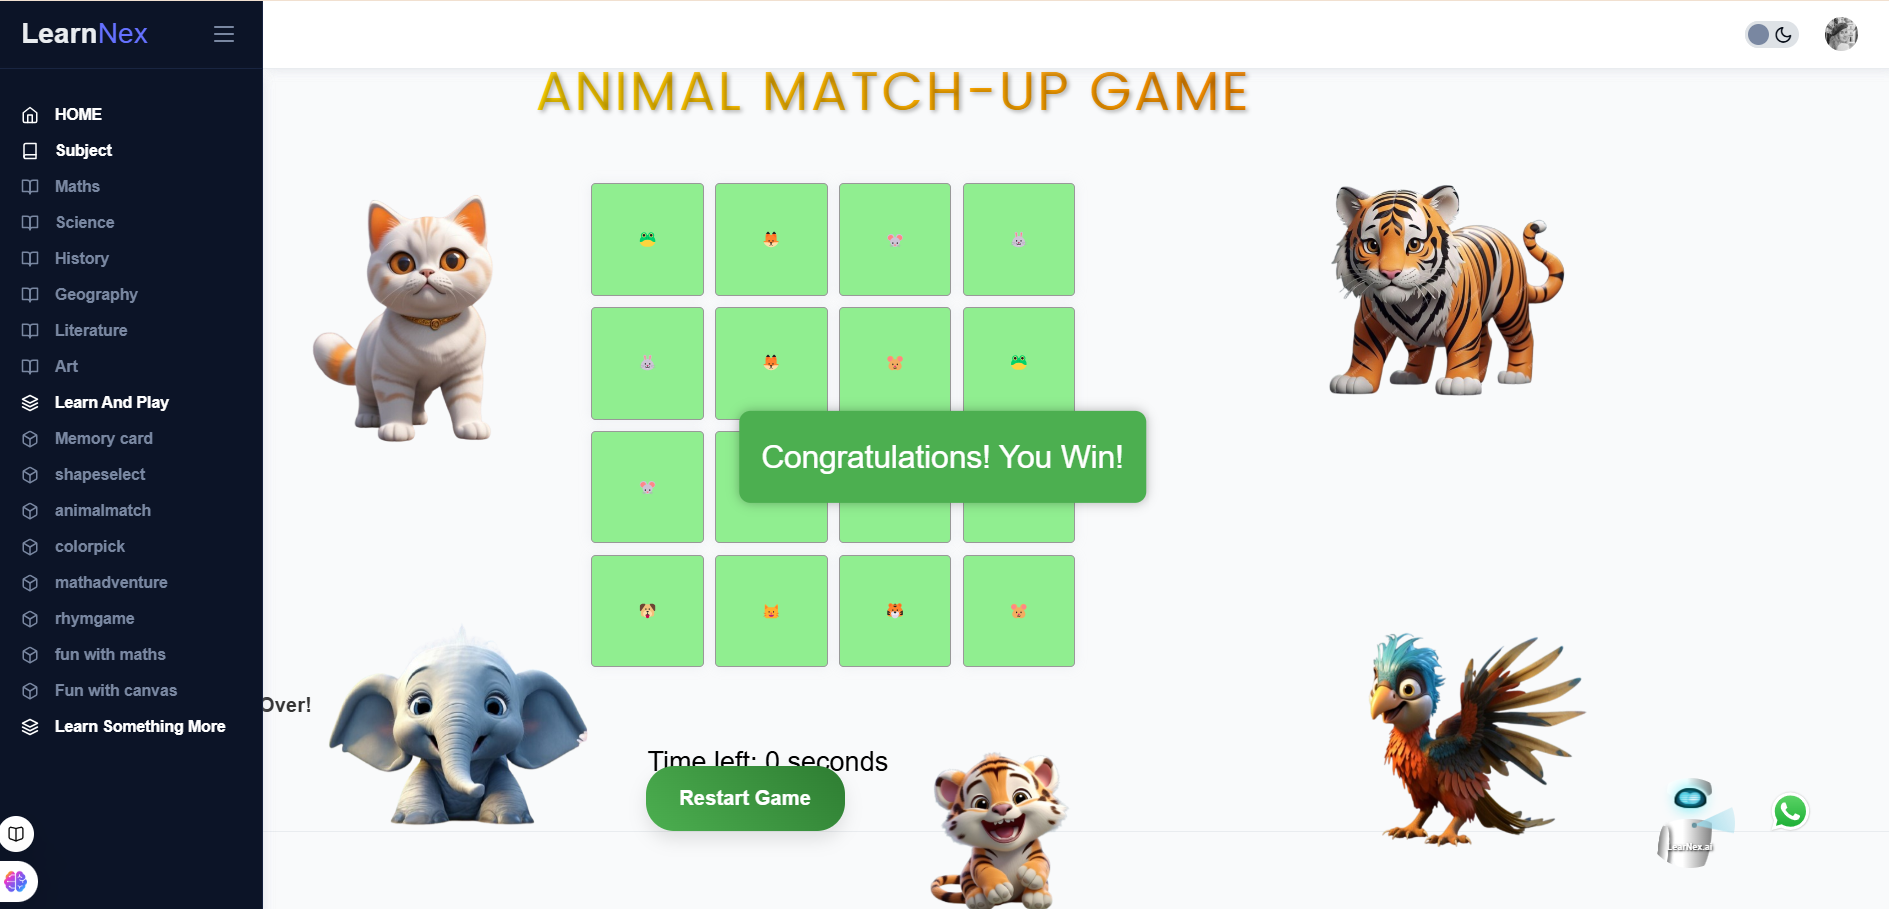 LearnNex
HOME
Subject
Maths
Science
History
Geography
Literature
Art
Learn And Play
Memory card
shapeselect
animalmatch
colorpick
mathadventure
rhymgame
fun with maths
Fun with canvas
Learn Something More
ANIMAL MATCH-UP GAME
Congratulations! You Win!
Over!
Time left: 0 seconds
Restart Game
LearNex.ai